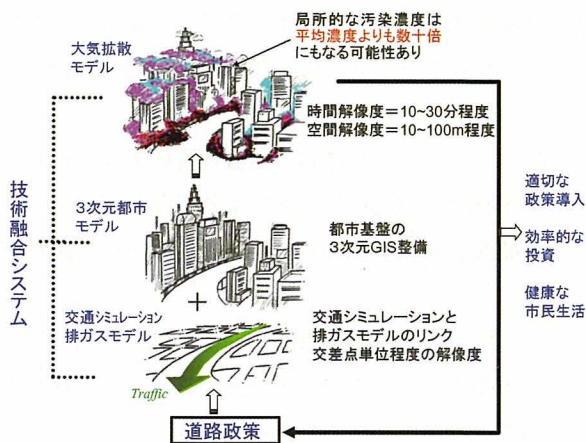 局所的な汚染濃度は
平均濃度よりも数十倍
にもなる可能性あり
大気拡散
モデル
時間解像度=10~30分程度
空間解像度=10~100m程度
技術融合システム
3次元都市
モデル
都市基盤の
3次元GIS整備
適切な
政策導入
効率的な
投資
健康な
市民生活
+
交通シミュレーション
排ガスモデル
交通シミュレーションと
排ガスモデルのリンク
交差点単位程度の解像度
Traffic
道路政策